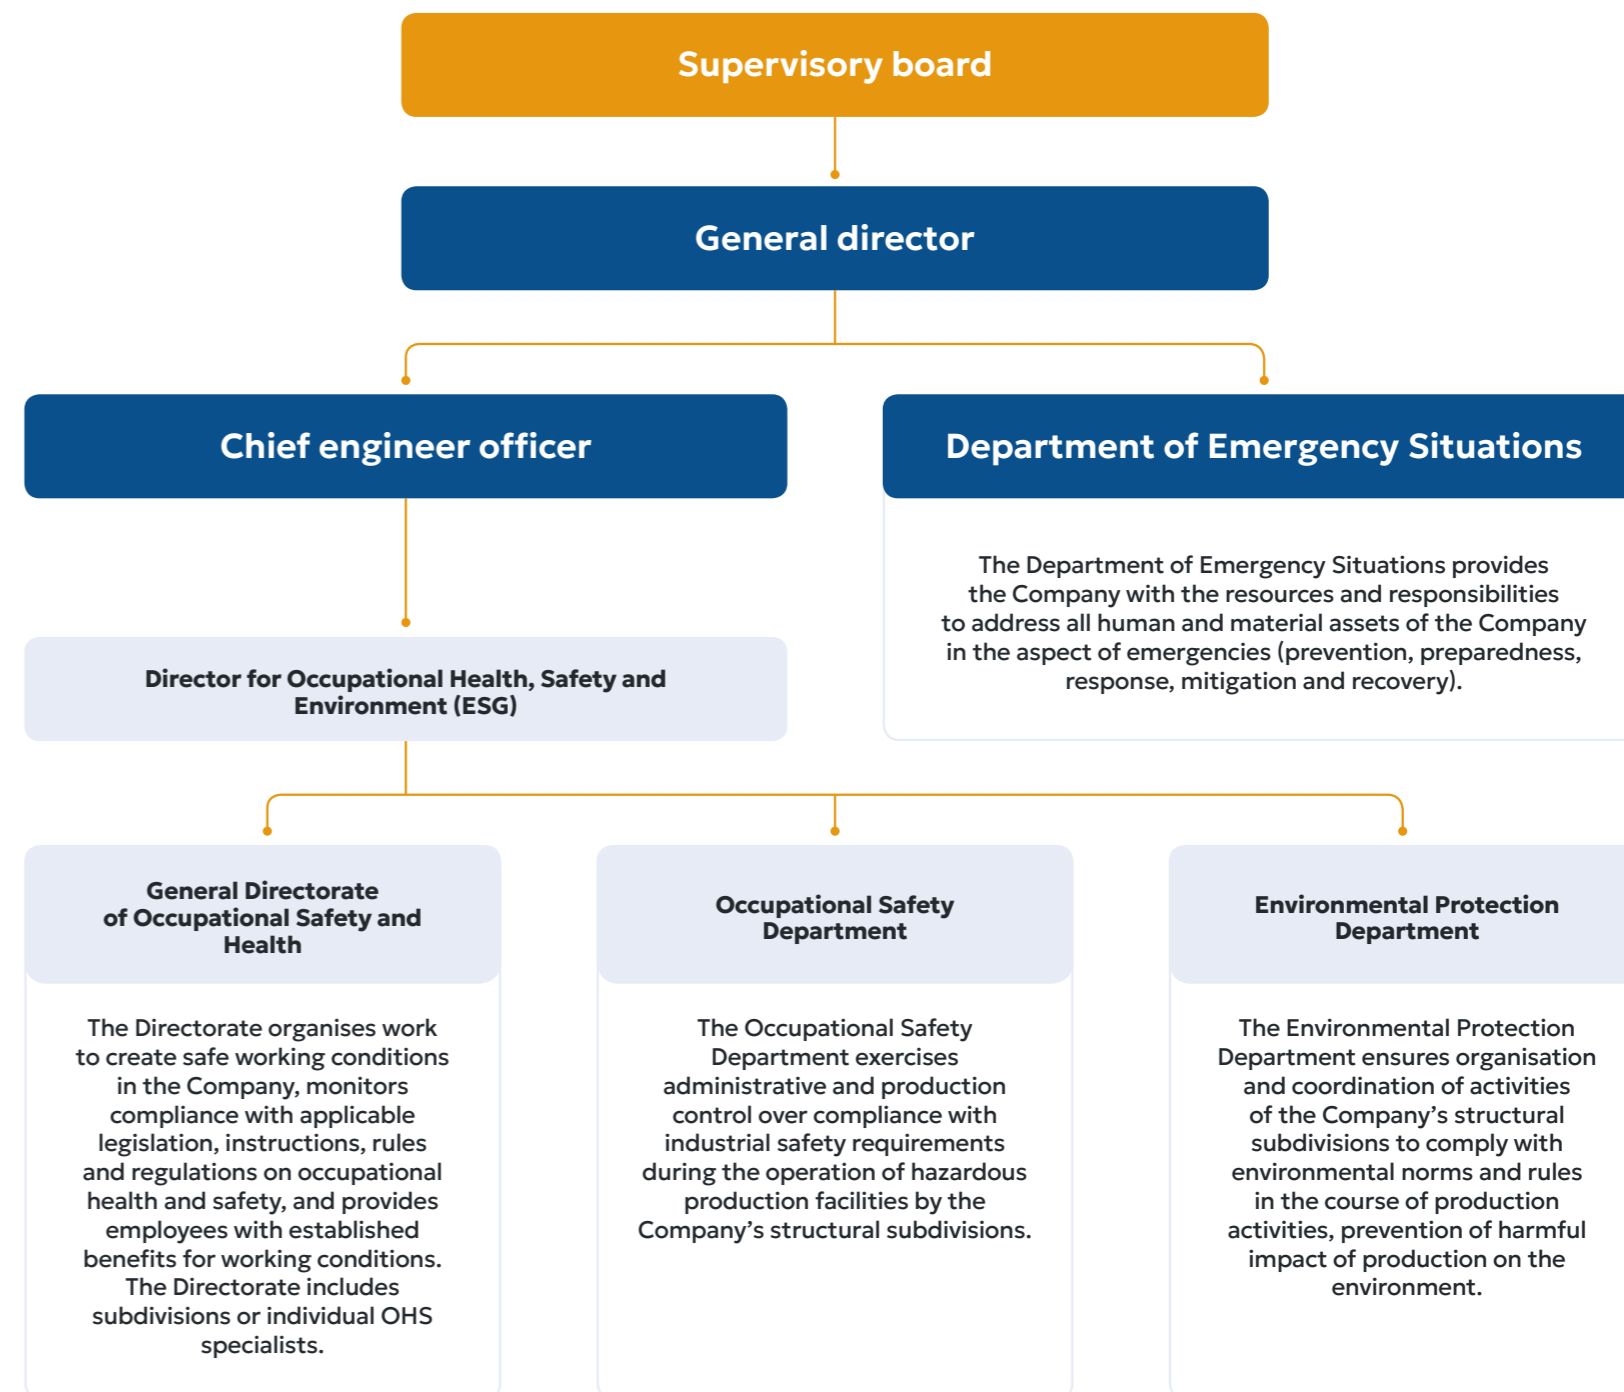 Supervisory board
General director
Chief engineer officer
Department of Emergency Situations
The Department of Emergency Situations provides
the Company with the resources and responsibilities
to address all human and material assets of the Company
in the aspect of emergencies (prevention, preparedness,
response, mitigation and recovery).
Director for Occupational Health, Safety and
Environment (ESG)
General Directorate
of Occupational Safety and
Health
The Directorate organises work
to create safe working conditions
in the Company, monitors
compliance with applicable
legislation, instructions, rules
and regulations on occupational
health and safety, and provides
employees with established
benefits for working conditions.
The Directorate includes
subdivisions or individual OHS
specialists.
Occupational Safety
Department
The Occupational Safety
Department exercises
administrative and production
control over compliance with
industrial safety requirements
during the operation of hazardous
production facilities by the
Company’s structural subdivisions.
Environmental Protection
Department
The Environmental Protection
Department ensures organisation
and coordination of activities
of the Company’s structural
subdivisions to comply with
environmental norms and rules
in the course of production
activities, prevention of harmful
impact of production on the
environment.